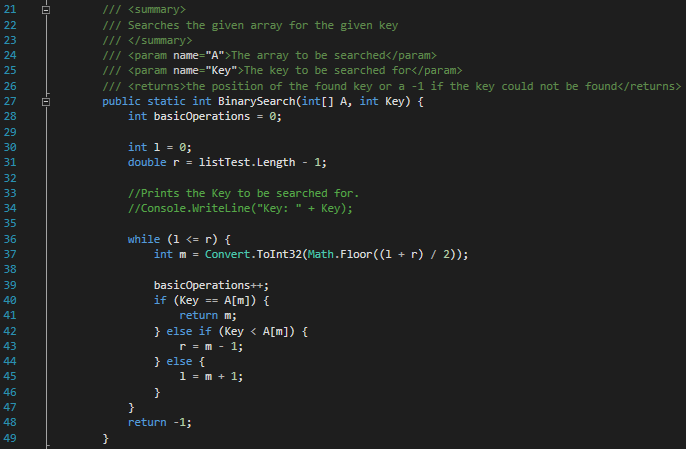 21 /// <summary>
22 /// Searches the given array for the given key
23 /// </summary>
24 /// <param name="A">The array to be searched</param>
25 /// <param name="Key">The key to be searched for</param>
26 /// <returns>the position of the found key or a -1 if the key could not be found</returns>
27 public static int BinarySearch(int[] A, int Key) {
28 int basicOperations = 0;
29
30 int l = 0;
31 double r = listTest.Length - 1;
32
33 //Prints the Key to be searched for.
34 //Console.WriteLine("Key: " + Key);
35
36 while (l <= r) {
37 int m = Convert.ToInt32(Math.Floor((l + r) / 2));
38
39 basicOperations++;
40 if (Key == A[m]) {
41 return m;
42 } else if (Key < A[m]) {
43 r = m - 1;
44 } else {
45 l = m + 1;
46 }
47 }
48 return -1;
49 }